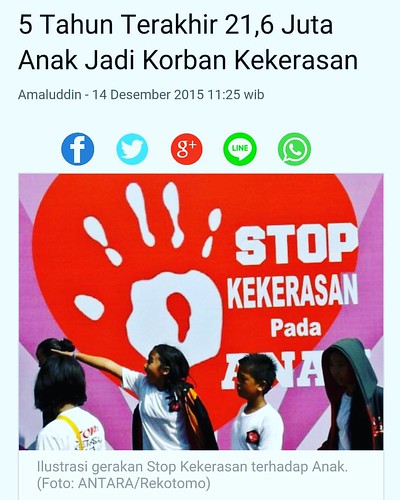 5 Tahun Terakhir 21,6 Juta
Anak Jadi Korban Kekerasan
Amaluddin - 14 Desember 2015 11:25 wib
f
g+
LINE
STOP
KEKERASAN
Pada
Ilustrasi gerakan Stop Kekerasan terhadap Anak.
(Foto: ANTARA/Rekotomo)